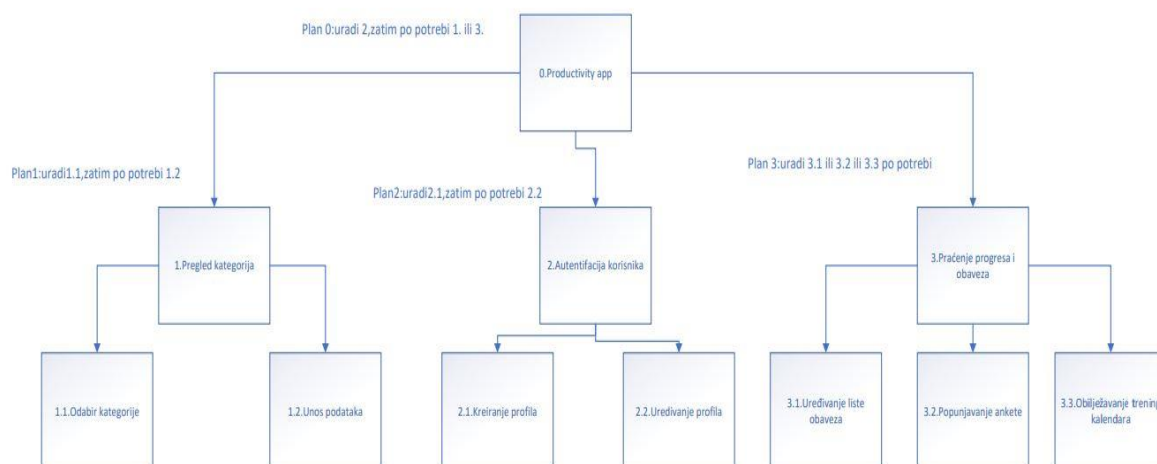 Plan 0:uradi 2,zatim po potrebi 1. ili 3.
0.Productivity app
Plan1:uradi1.1,zatim po potrebi 1.2
Plan2:uradi2.1,zatim po potrebi 2.2
Plan 3:uradi 3.1 ili 3.2 ili 3.3 po potrebi
1.Pregled kategorija
2.Autentifacija korisnika
3.Praćenje progresa i
obaveza
1.1.Odabir kategorije
1.2.Unos podataka
2.1.Kreiranje profila
2.2.Uređivanje profila
3.1.Uređivanje liste
obaveza
3.2.Popunjavanje ankete
3.3.Obilježavanje trening
kalendara